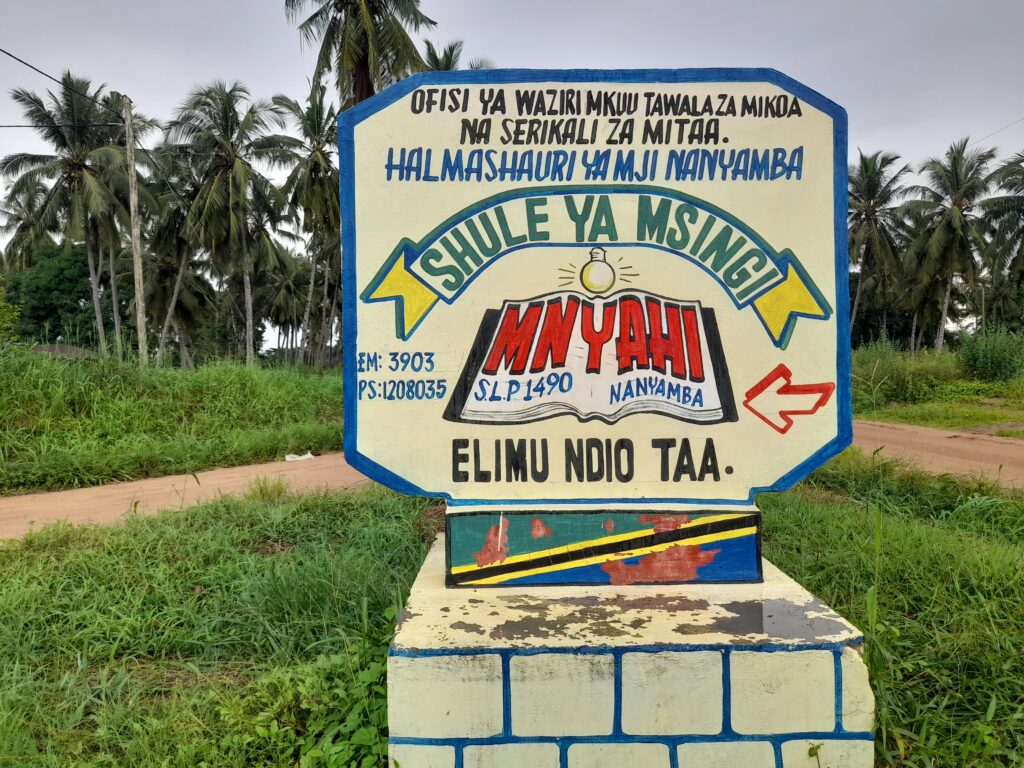 OFISI YA WAZIRI MKUU TAWALA ZA MIKOA
NA SERIKALI ZA MITAA.
HALMASHAURI YA MJI NANYAMBA
SHULE YA MSINGI
MNYAHI
EM: 3903
PS:1208035
S.L.P 1490 NANYAMBA
ELIMU NDIO TAA.